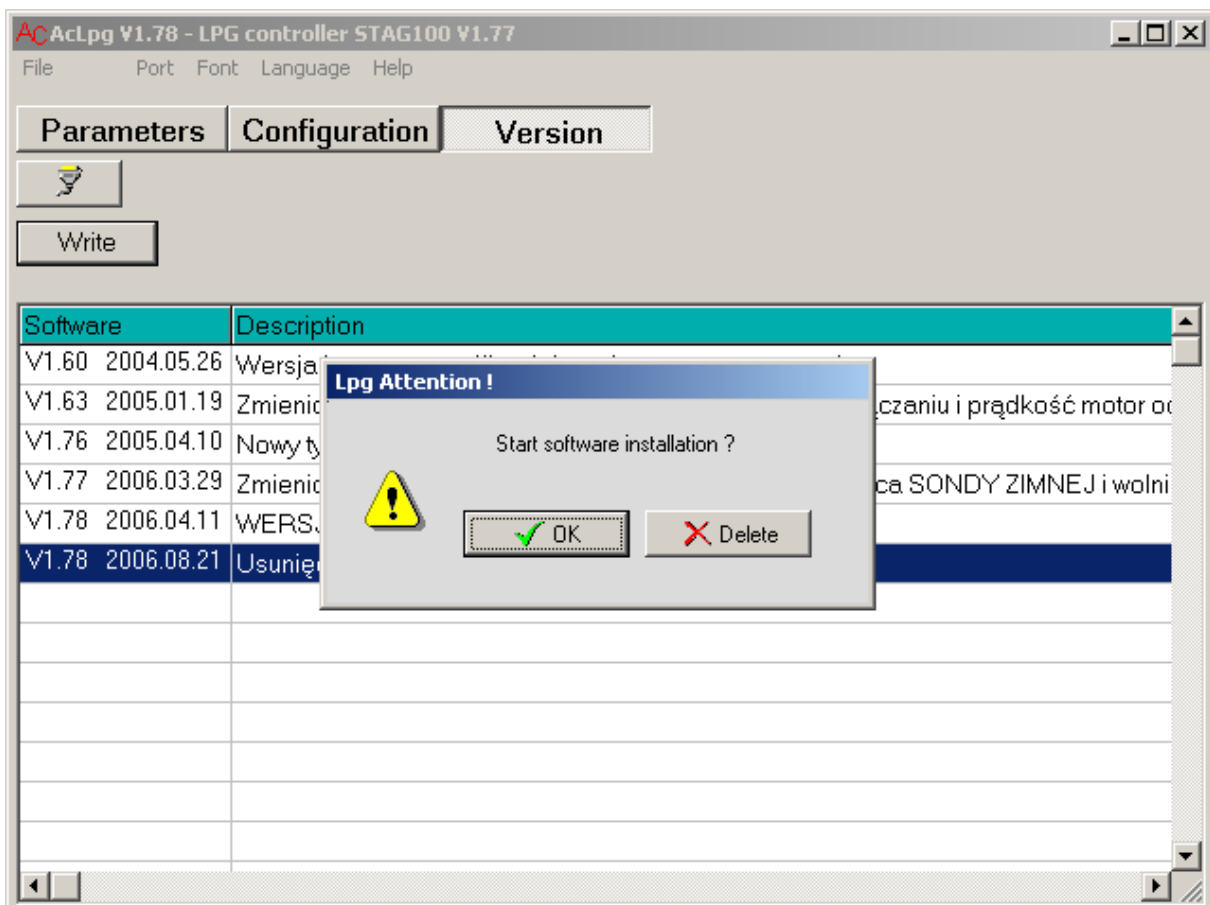 AC AcLpg V1.78 - LPG controller STAG100 V1.77
File Port Font Language Help
Parameters Configuration Version
Write
Software Description
V1.60 2004.05.26 Wersja
V1.63 2005.01.19 Zmienio ączaniu i prądkość motor od
V1.76 2005.04.10 Nowy ty
V1.77 2006.03.29 Zmienio ca SONDY ZIMNEJ i wolni
V1.78 2006.04.11 WERSJ
V1.78 2006.08.21 Usunię
Lpg Attention !
Start software installation ?
OK Delete